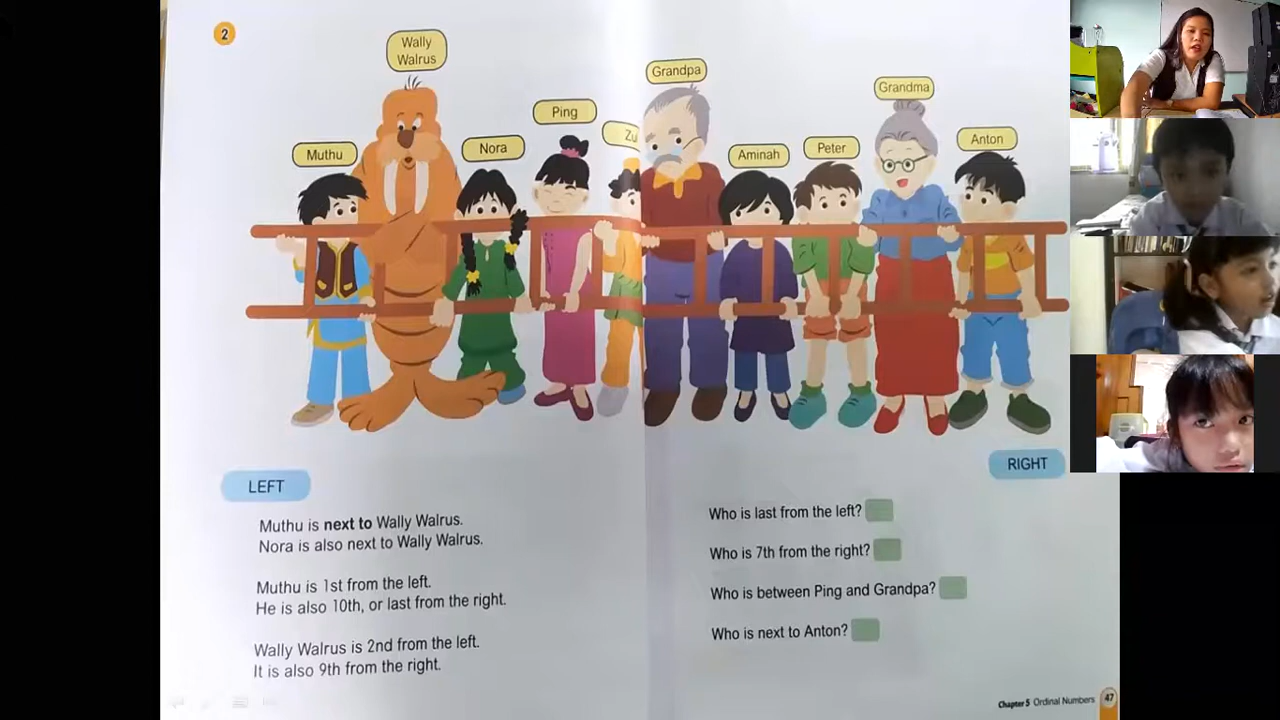 2
Wally
Walrus
Grandpa
Grandma
Ping
Zu
Anton
Nora
Peter
Muthu
Aminah
LEFT
RIGHT
Muthu is next to Wally Walrus.
Nora is also next to Wally Walrus.
Muthu is 1st from the left.
He is also 10th, or last from the right.
Wally Walrus is 2nd from the left.
It is also 9th from the right.
Who is last from the left?
Who is 7th from the right?
Who is between Ping and Grandpa?
Who is next to Anton?
Chapter 5 Ordinal Numbers 47